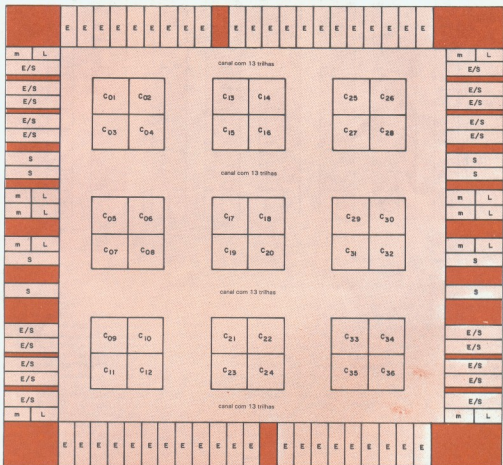 E E E E E E E E E E E E E E E E E E E E E E E E
canal com 13 trilhas
m L m L
E/S E/S
E/S E/S
E/S E/S
C01 C02 C13 C14 C25 C26
E/S E/S
E/S E/S
C03 C04 C15 C16 C27 C28
S S
S S
canal com 13 trilhas
m L m L
m L m L
C05 C06 C17 C18 C29 C30
m L m L
C07 C08 C19 C20 C31 C32
S S
S S
canal com 13 trilhas
E/S E/S
E/S E/S
C09 C10 C21 C22 C33 C34
E/S E/S
E/S E/S
C11 C12 C23 C24 C35 C36
E/S E/S
canal com 13 trilhas
m L m L
E E E E E E E E E E E E E E E E E E E E E E E